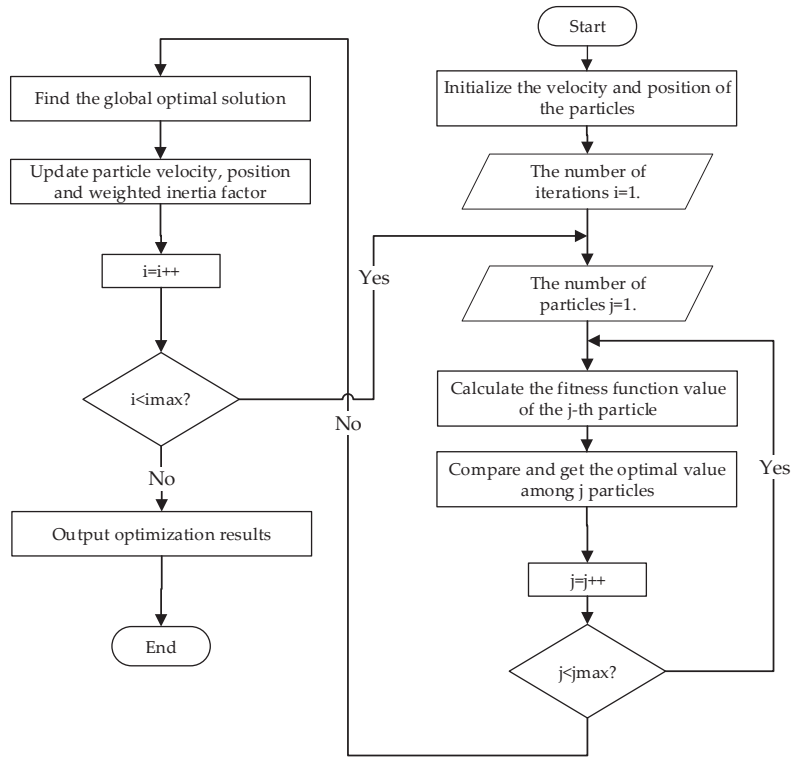 Start
Initialize the velocity and position of
the particles
The number of
iterations i=1.
The number of
particles j=1.
Calculate the fitness function value
of the j-th particle
Compare and get the optimal value
among j particles
j=j++
j<jmax?
Yes
No
Find the global optimal solution
Update particle velocity, position
and weighted inertia factor
i=i++
i<imax?
Yes
No
Output optimization results
End